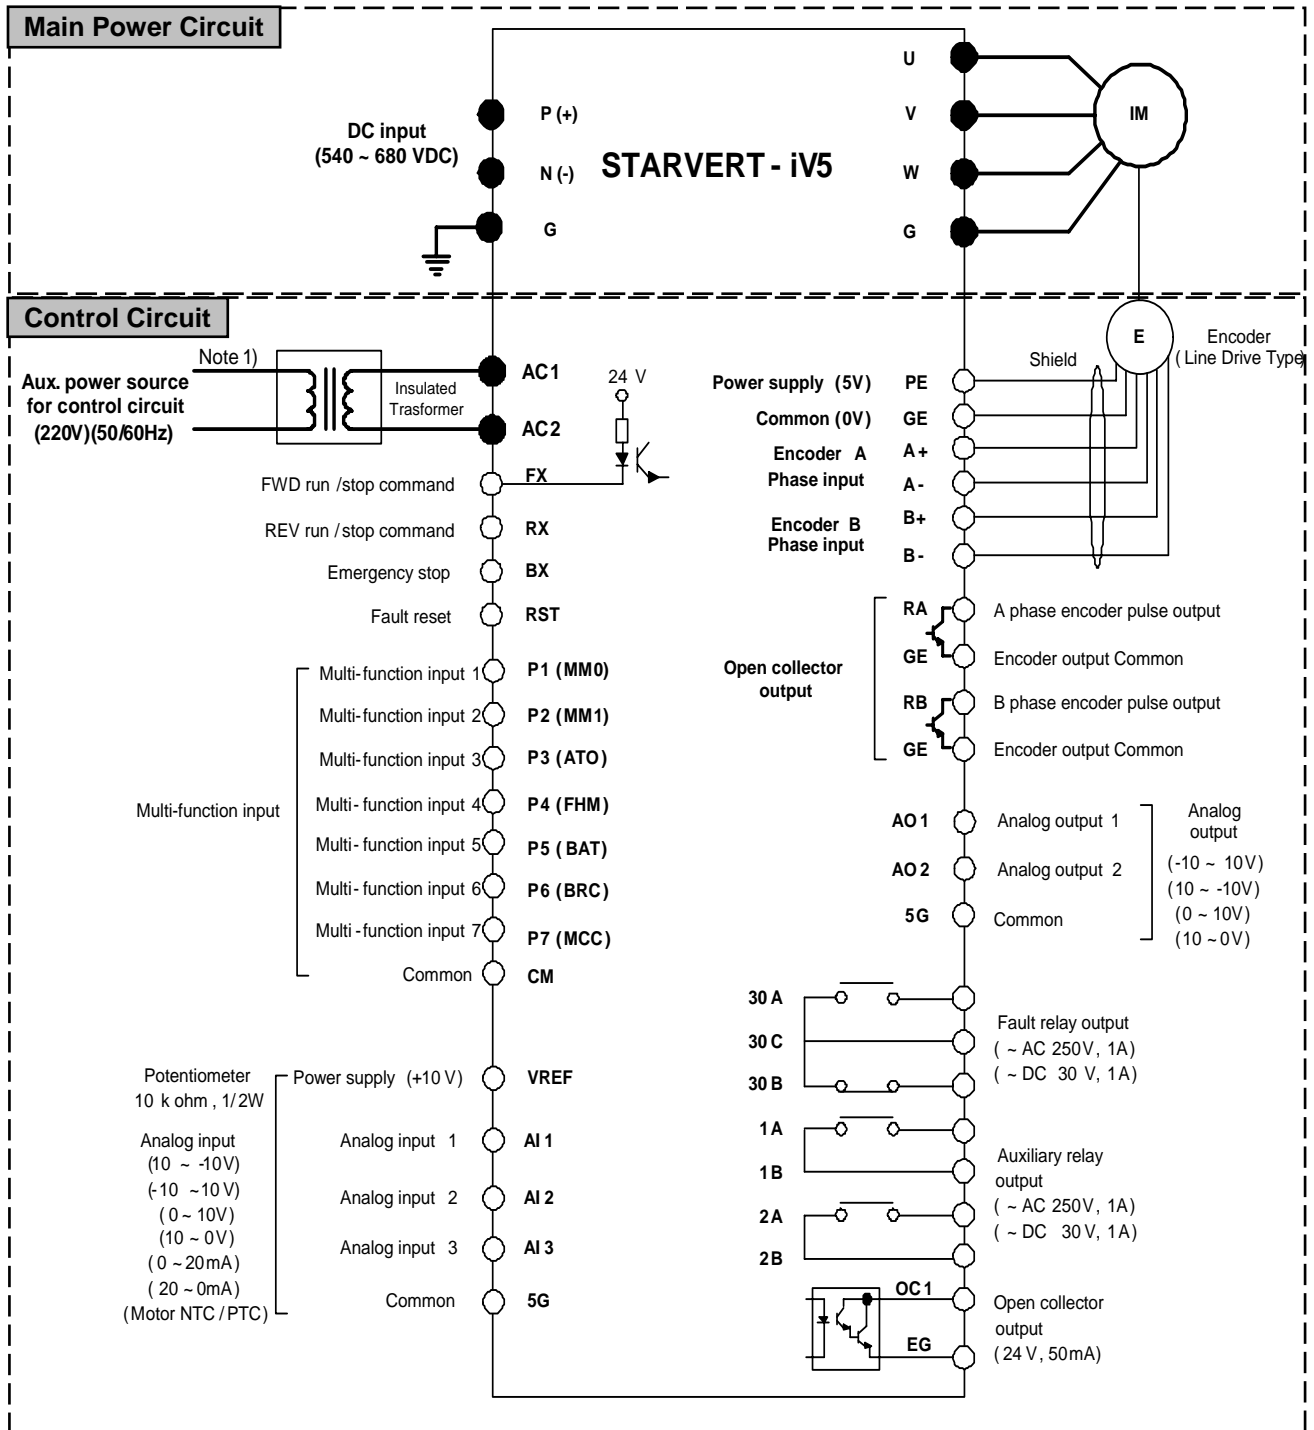 Main Power Circuit
DC input
(540 ~ 680 VDC)
P (+)
N (-)
G
STARVERT - iV5
U
V
W
G
IM
Control Circuit
Note 1)
Aux. power source
for control circuit
(220V)(50/60Hz)
Insulated
Trasformer
AC1
AC2
24 V
FWD run /stop command
FX
REV run /stop command
RX
Emergency stop
BX
Fault reset
RST
Multi-function input
Multi-function input 1
P1 (MM0)
Multi-function input 2
P2 (MM1)
Multi-function input 3
P3 (ATO)
Multi- function input 4
P4 (FHM)
Multi- function input 5
P5 ( BAT)
Multi- function input 6
P6 (BRC)
Multi -function input 7
P7 (MCC)
Common
CM
Potentiometer
10 k ohm , 1/2W
Analog input
(10 ~ -10V)
(-10 ~10 V)
( 0 ~ 10V)
(10 ~ 0V)
( 0 ~20mA)
( 20 ~0mA)
(Motor NTC /PTC)
Power supply (+10 V)
VREF
Analog input 1
AI 1
Analog input 2
AI 2
Analog input 3
AI 3
Common
5G
E
Encoder
( Line Drive Type)
Shield
Power supply (5V)
PE
Common (0V)
GE
Encoder A
Phase input
A+
A-
Encoder B
Phase input
B+
B-
Open collector
output
RA
A phase encoder pulse output
GE
Encoder output Common
RB
B phase encoder pulse output
GE
Encoder output Common
AO1
Analog output 1
AO2
Analog output 2
5G
Common
Analog
output
(-10 ~ 10V)
(10 ~ -10V)
(0 ~ 10V)
(10 ~0V)
30 A
30 C
30 B
Fault relay output
( ~ AC 250V, 1A)
( ~ DC 30 V, 1A)
1A
1B
2A
2B
Auxiliary relay
output
( ~ AC 250V, 1A)
( ~ DC 30V, 1A)
OC1
EG
Open collector
output
( 24 V, 50mA)